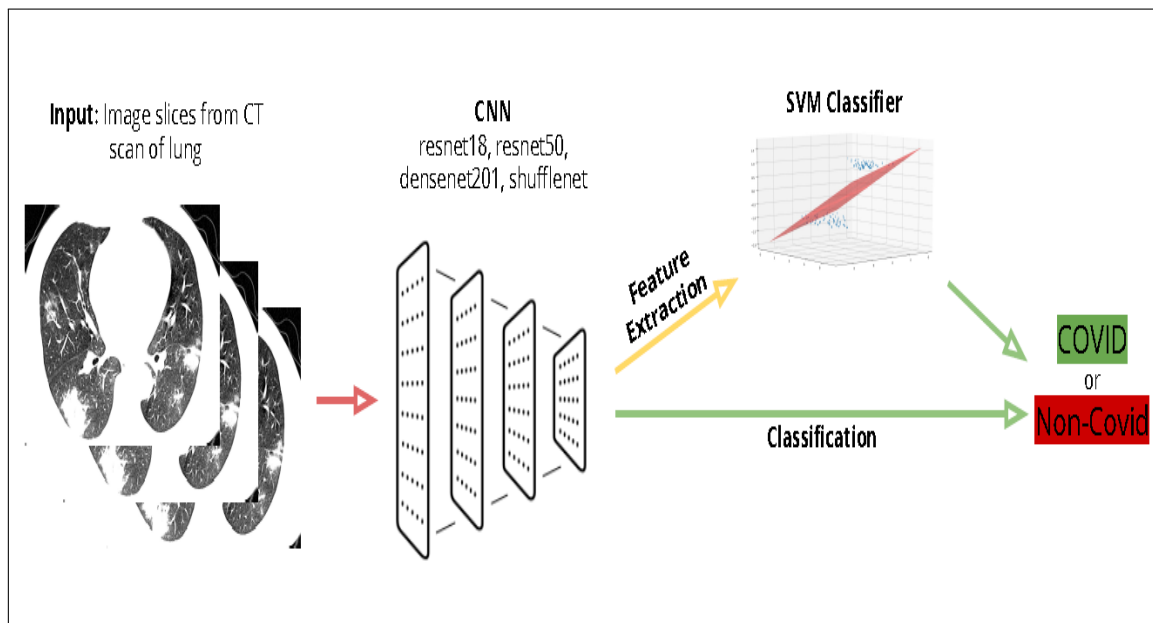 Input: Image slices from CT
scan of lung
CNN
resnet18, resnet50,
densenet201, shufflenet
SVM Classifier
Feature
Extraction
Classification
COVID
or
Non-Covid